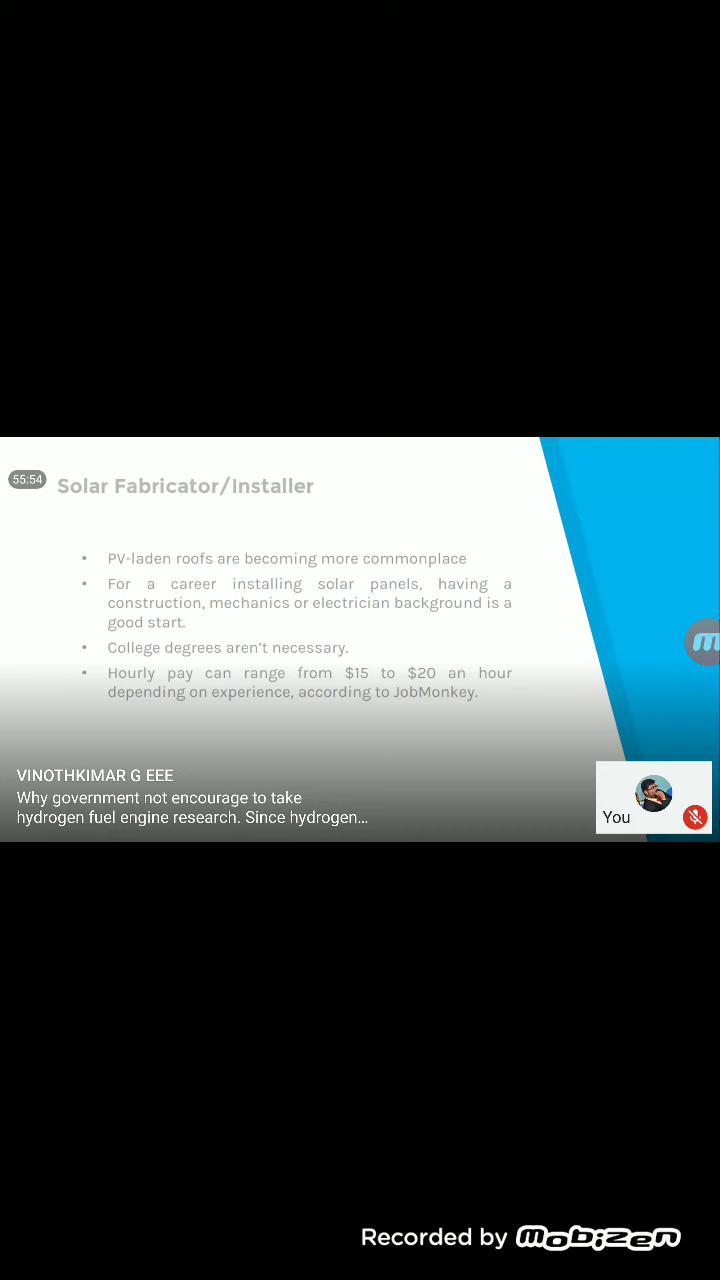 55:54
Solar Fabricator/Installer
• PV-laden roofs are becoming more commonplace
• For a career installing solar panels, having a
construction, mechanics or electrician background is a
good start.
• College degrees aren't necessary.
• Hourly pay can range from $15 to $20 an hour
depending on experience, according to JobMonkey.
m
VINOTHKIMAR G EEE
Why government not encourage to take
hydrogen fuel engine research. Since hydrogen…
You
Recorded by mobizen